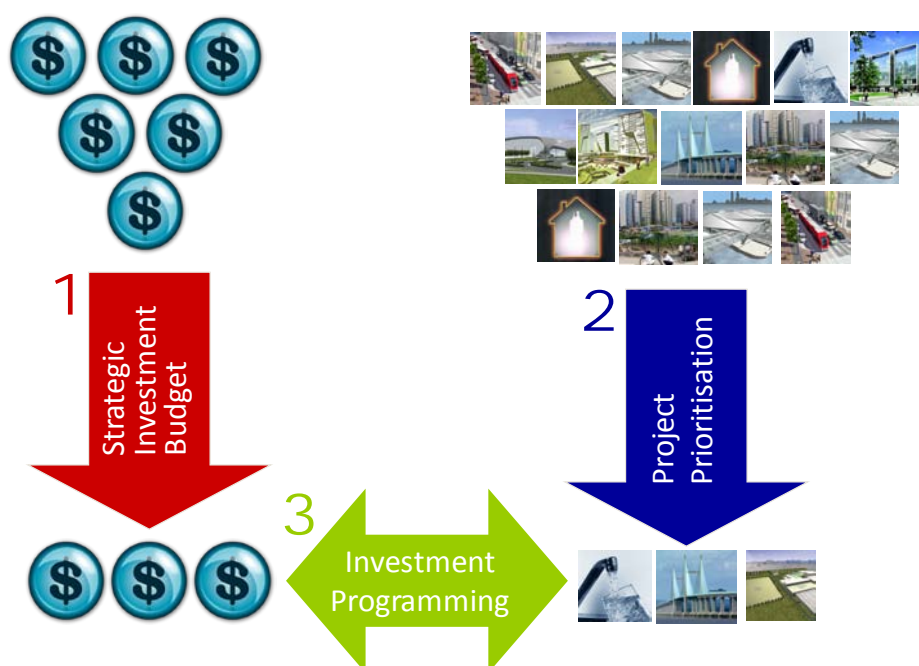 $ $ $
$ $
$
1
Strategic
Investment
Budget
2
Project
Prioritisation
3
Investment
Programming
$ $ $